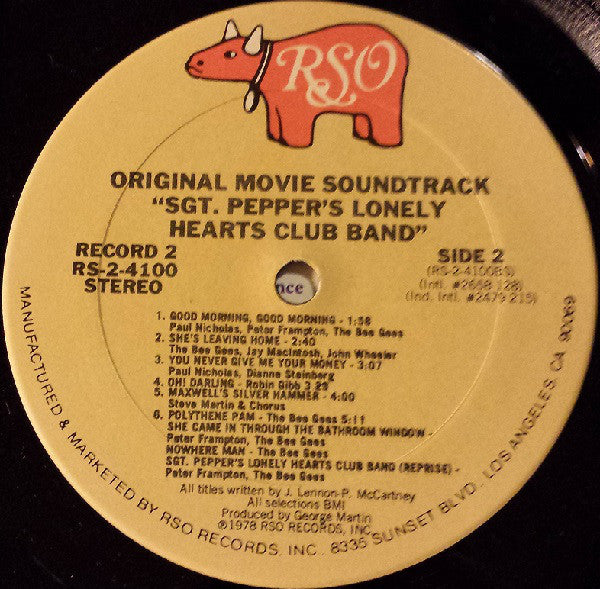 RSO
ORIGINAL MOVIE SOUNDTRACK
"SGT. PEPPER'S LONELY
HEARTS CLUB BAND"
RECORD 2
RS-2-4100
STEREO
SIDE 2
(RS-2-4100BS)
(Intl. #2658 128)
(Ind. Intl. #2479 215)
nce
1. GOOD MORNING, GOOD MORNING - 1:58
Paul Nicholas, Peter Frampton, The Bee Gees
2. SHE'S LEAVING HOME - 2:40
The Bee Gees, Jay MacIntosh, John Wheeler
3. YOU NEVER GIVE ME YOUR MONEY - 3:07
Paul Nicholas, Dianne Steinberg
4. OH! DARLING - Robin Gibb 3:29
5. MAXWELL'S SILVER HAMMER - 4:00
Steve Martin & Chorus
6. POLYTHENE PAM - The Bee Gees 5:11
SHE CAME IN THROUGH THE BATHROOM WINDOW -
Peter Frampton, The Bee Gees
NOWHERE MAN - The Bee Gees
SGT. PEPPER'S LONELY HEARTS CLUB BAND (REPRISE) -
Peter Frampton, The Bee Gees
All titles written by J. Lennon-P. McCartney
All selections BMI
Produced by George Martin
©1978 RSO RECORDS, INC.
MANUFACTURED & MARKETED BY RSO RECORDS, INC., 8335 SUNSET BLVD., LOS ANGELES, CA 90069